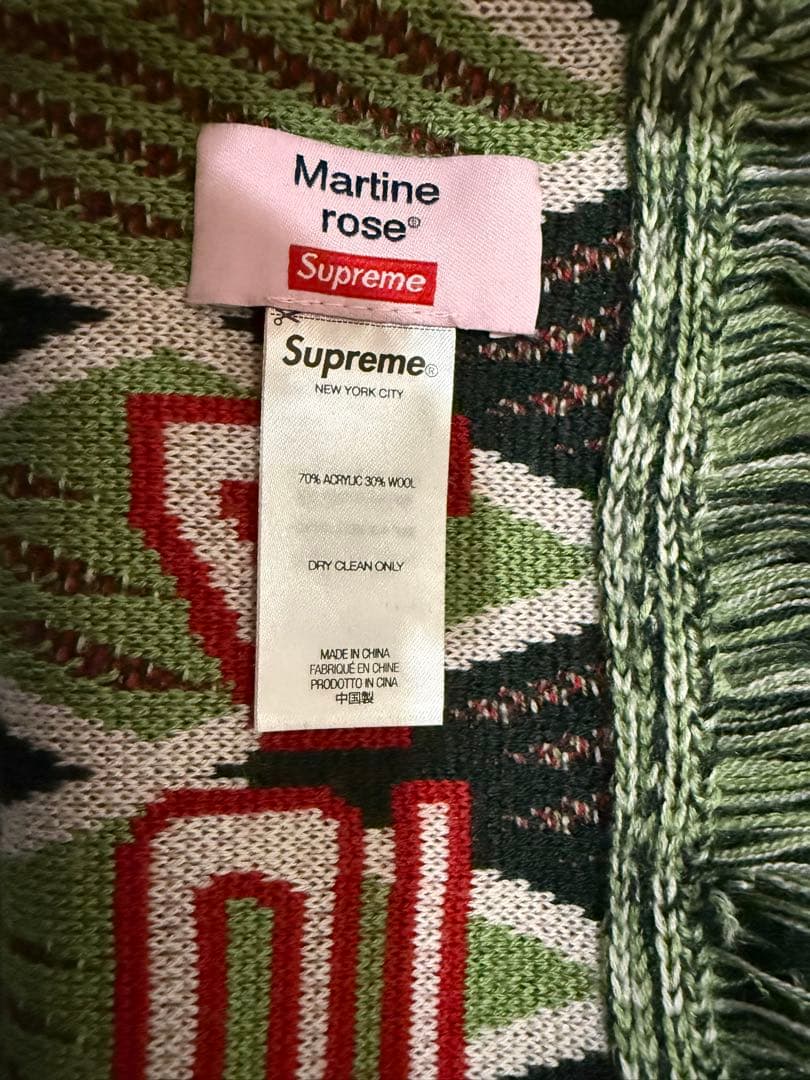 Martine
rose®
Supreme
Supreme®
NEW YORK CITY
70% ACRYLIC 30% WOOL
DRY CLEAN ONLY
MADE IN CHINA
FABRIQUÉ EN CHINE
PRODOTTO IN CINA
中国製